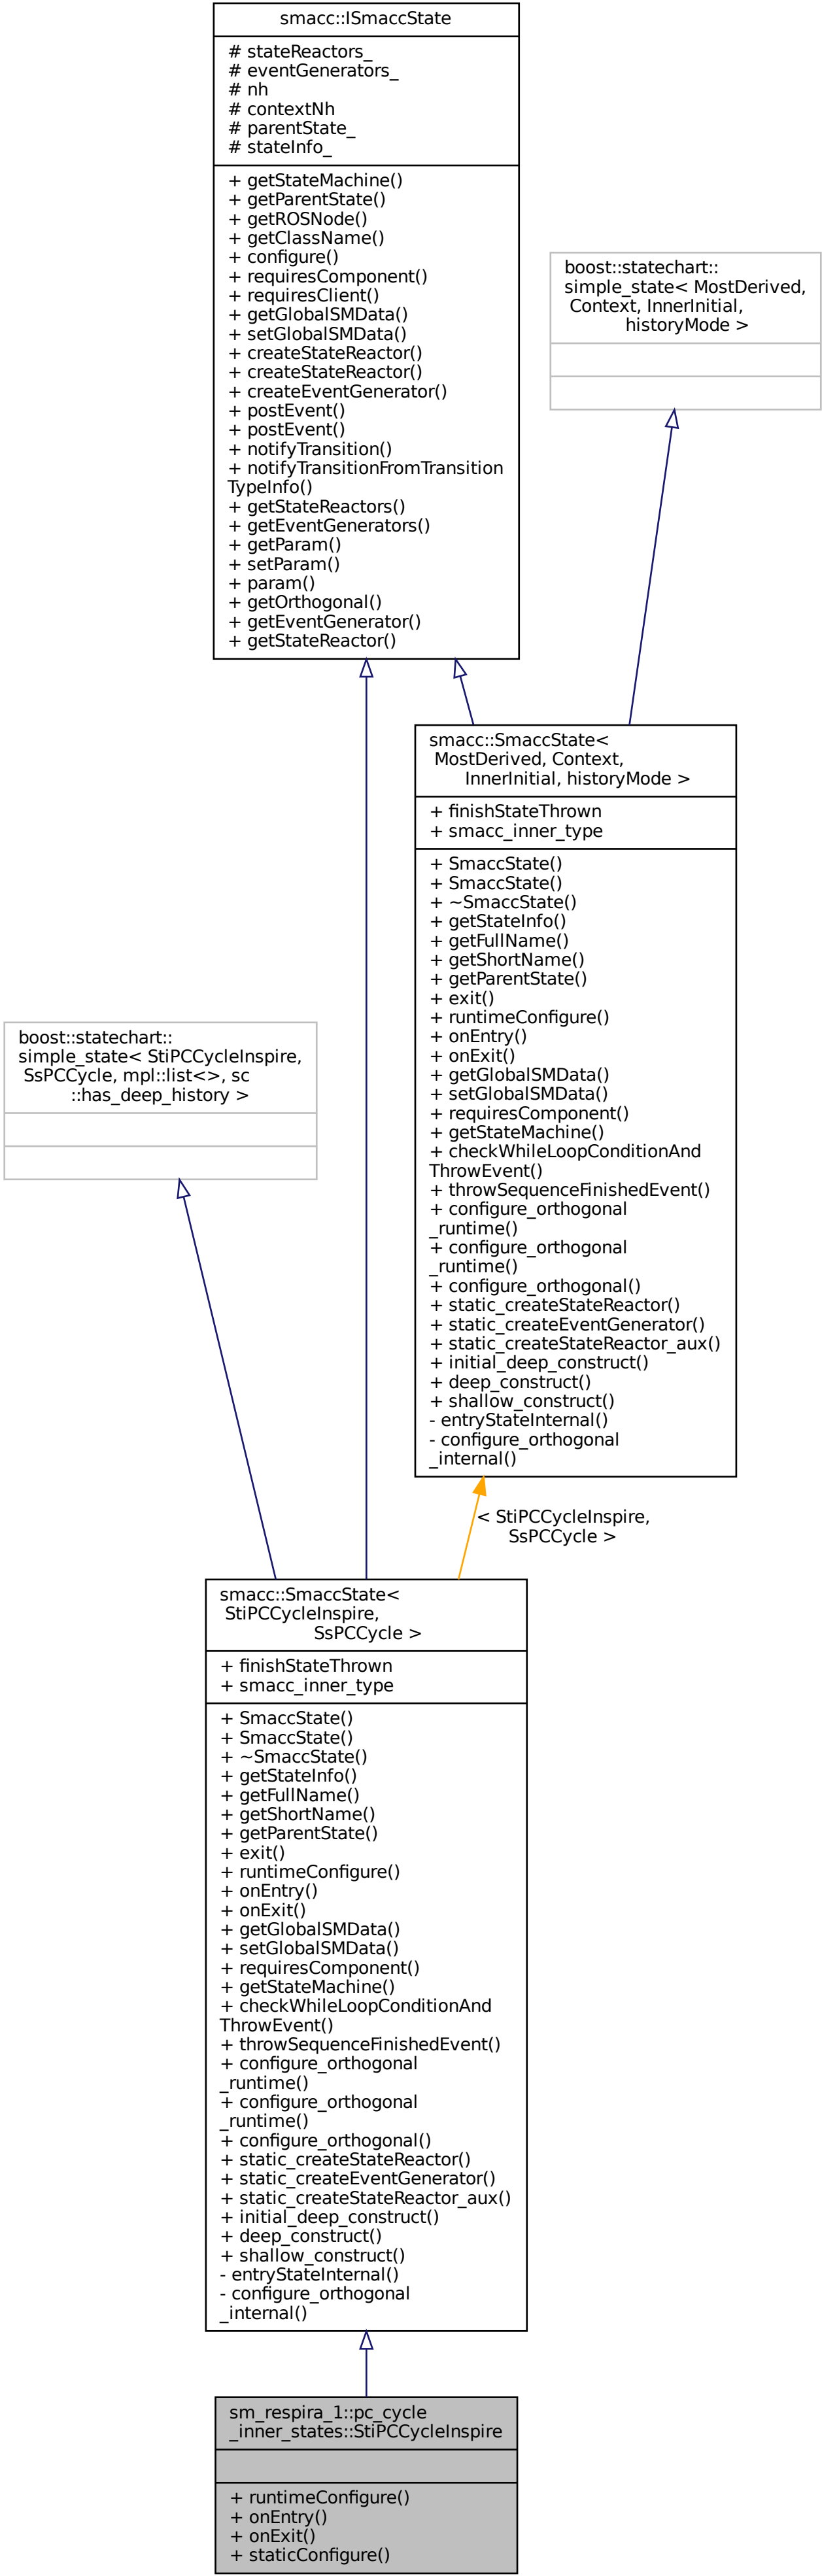 smacc::ISmaccState
# stateReactors_
# eventGenerators_
# nh
# contextNh
# parentState_
# stateInfo_
+ getStateMachine()
+ getParentState()
+ getROSNode()
+ getClassName()
+ configure()
+ requiresComponent()
+ requiresClient()
+ getGlobalSMData()
+ setGlobalSMData()
+ createStateReactor()
+ createStateReactor()
+ createEventGenerator()
+ postEvent()
+ postEvent()
+ notifyTransition()
+ notifyTransitionFromTransition
TypeInfo()
+ getStateReactors()
+ getEventGenerators()
+ getParam()
+ setParam()
+ param()
+ getOrthogonal()
+ getEventGenerator()
+ getStateReactor()
boost::statechart::
simple_state< MostDerived,
Context, InnerInitial,
historyMode >
smacc::SmaccState<
MostDerived, Context,
InnerInitial, historyMode >
+ finishStateThrown
+ smacc_inner_type
+ SmaccState()
+ SmaccState()
+ ~SmaccState()
+ getStateInfo()
+ getFullName()
+ getShortName()
+ getParentState()
+ exit()
+ runtimeConfigure()
+ onEntry()
+ onExit()
+ getGlobalSMData()
+ setGlobalSMData()
+ requiresComponent()
+ getStateMachine()
+ checkWhileLoopConditionAnd
ThrowEvent()
+ throwSequenceFinishedEvent()
+ configure_orthogonal
_runtime()
+ configure_orthogonal
_runtime()
+ configure_orthogonal()
+ static_createStateReactor()
+ static_createEventGenerator()
+ static_createStateReactor_aux()
+ initial_deep_construct()
+ deep_construct()
+ shallow_construct()
- entryStateInternal()
- configure_orthogonal
_internal()
boost::statechart::
simple_state< StiPCCycleInspire,
SsPCCycle, mpl::list<>, sc
::has_deep_history >
< StiPCCycleInspire,
SsPCCycle >
smacc::SmaccState<
StiPCCycleInspire,
SsPCCycle >
+ finishStateThrown
+ smacc_inner_type
+ SmaccState()
+ SmaccState()
+ ~SmaccState()
+ getStateInfo()
+ getFullName()
+ getShortName()
+ getParentState()
+ exit()
+ runtimeConfigure()
+ onEntry()
+ onExit()
+ getGlobalSMData()
+ setGlobalSMData()
+ requiresComponent()
+ getStateMachine()
+ checkWhileLoopConditionAnd
ThrowEvent()
+ throwSequenceFinishedEvent()
+ configure_orthogonal
_runtime()
+ configure_orthogonal
_runtime()
+ configure_orthogonal()
+ static_createStateReactor()
+ static_createEventGenerator()
+ static_createStateReactor_aux()
+ initial_deep_construct()
+ deep_construct()
+ shallow_construct()
- entryStateInternal()
- configure_orthogonal
_internal()
sm_respira_1::pc_cycle
_inner_states::StiPCCycleInspire
+ runtimeConfigure()
+ onEntry()
+ onExit()
+ staticConfigure()